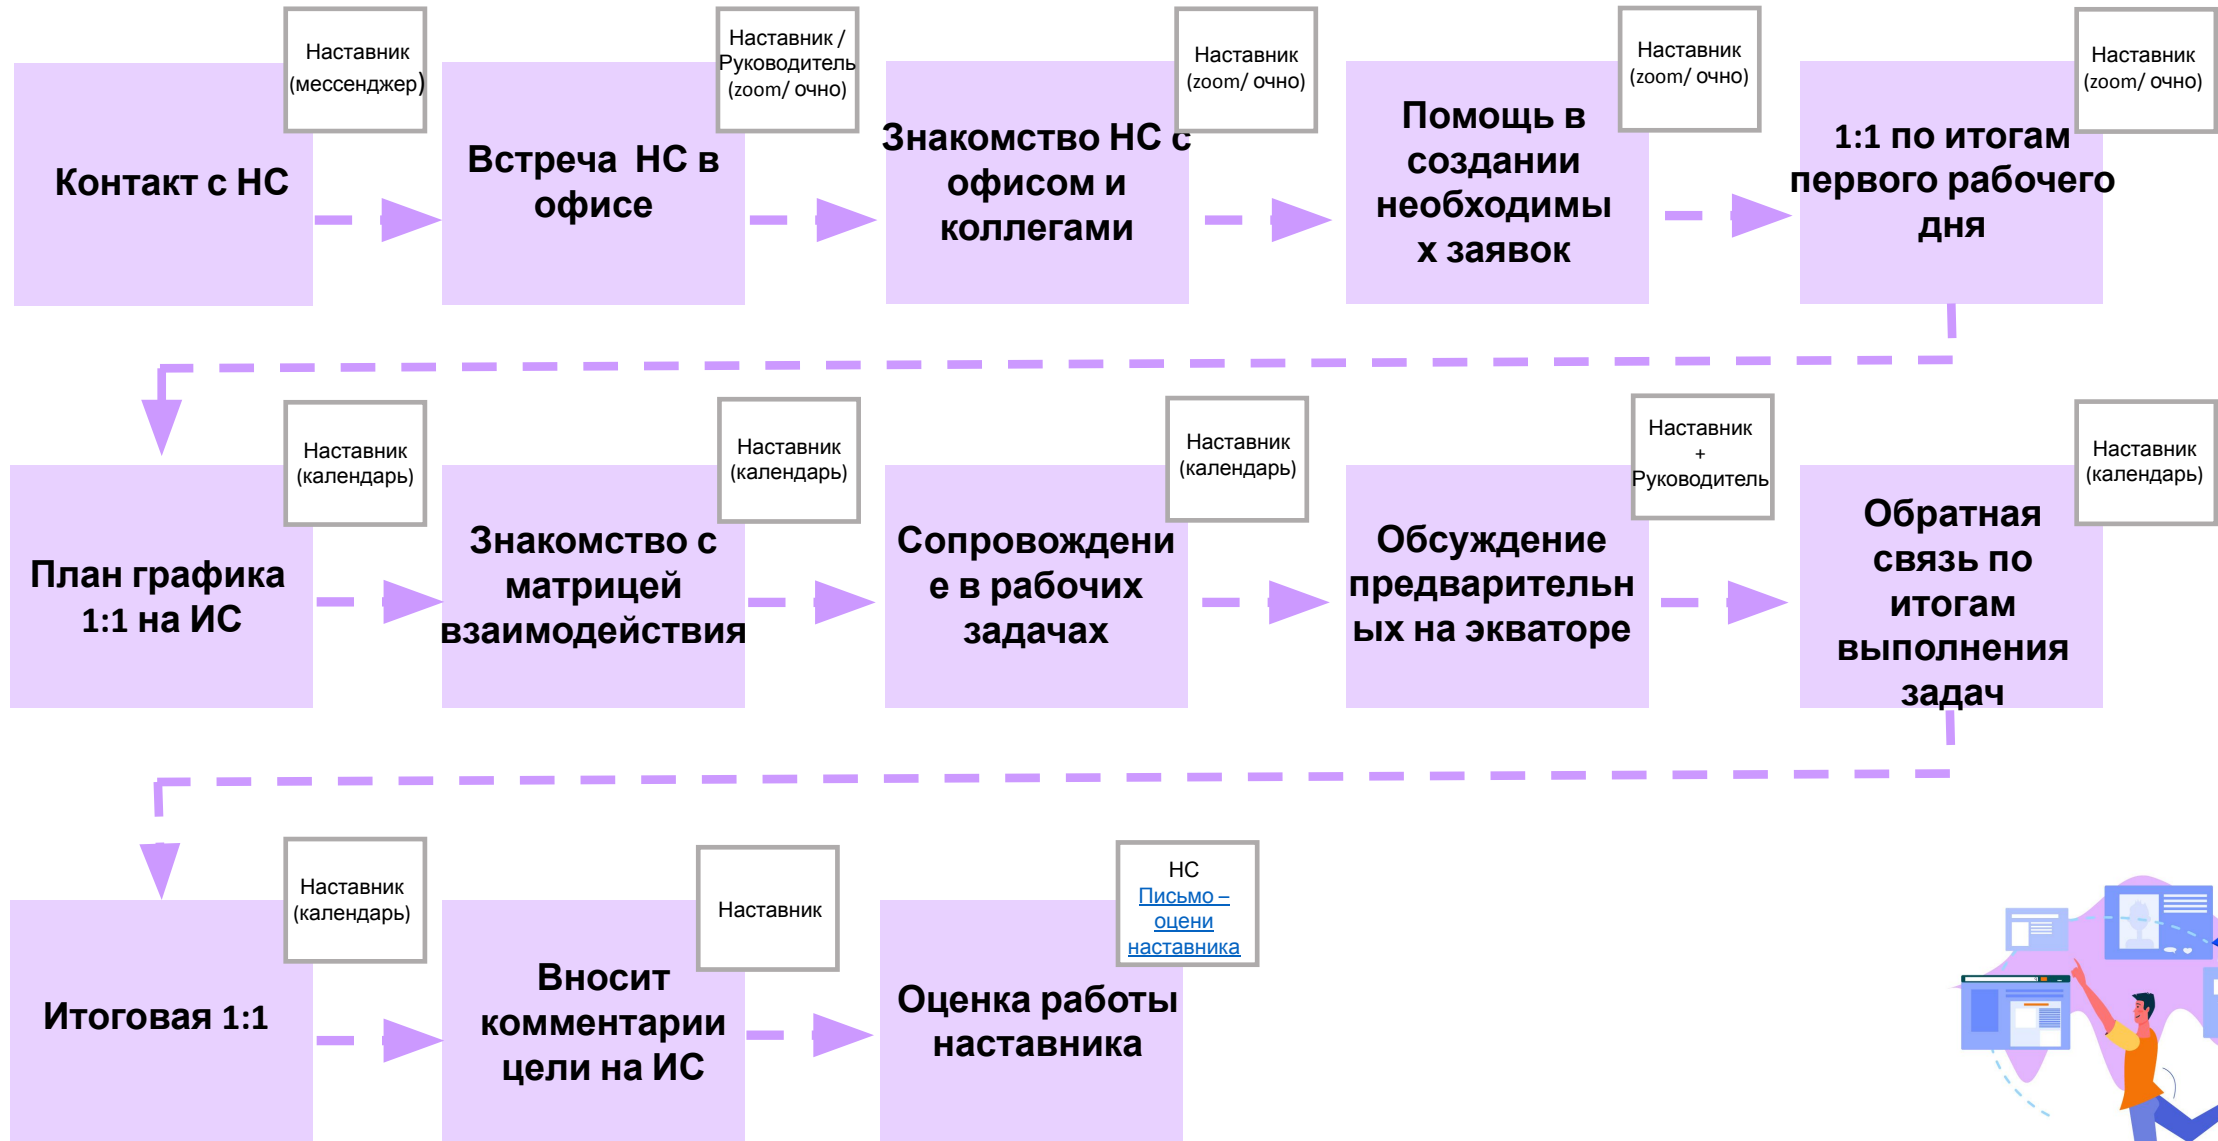 Наставник
(мессенджер)
Контакт с НС
Наставник /
Руководитель
(zoom/ очно)
Встреча НС в
офисе
Наставник
(zoom/ очно)
Знакомство НС с
офисом и
коллегами
Наставник
(zoom/ очно)
Помощь в
создании
необходимы
х заявок
Наставник
(zoom/ очно)
1:1 по итогам
первого рабочего
дня
Наставник
(календарь)
План графика
1:1 на ИС
Наставник
(календарь)
Знакомство с
матрицей
взаимодействия
Наставник
(календарь)
Сопровождени
е в рабочих
задачах
Наставник
+
Руководитель
Обсуждение
предварительн
ых на экваторе
Наставник
(календарь)
Обратная
связь по
итогам
выполнения
задач
Наставник
(календарь)
Итоговая 1:1
Наставник
Вносит
комментарии
цели на ИС
НС
Письмо –
оцени
наставника
Оценка работы
наставника